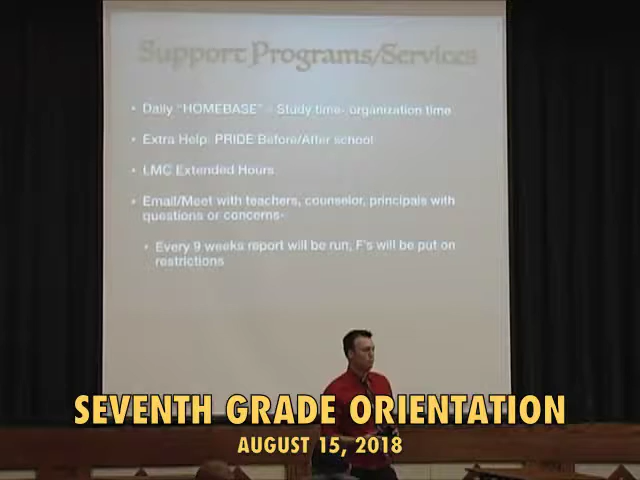 Support Programs/Services
• Daily "HOMEBASE" - Study time- organization time
• Extra Help: PRIDE Before/After school
• LMC Extended Hours
• Email/Meet with teachers, counselor, principals with
questions or concerns-
• Every 9 weeks report will be run, F's will be put on
restrictions
SEVENTH GRADE ORIENTATION
AUGUST 15, 2018